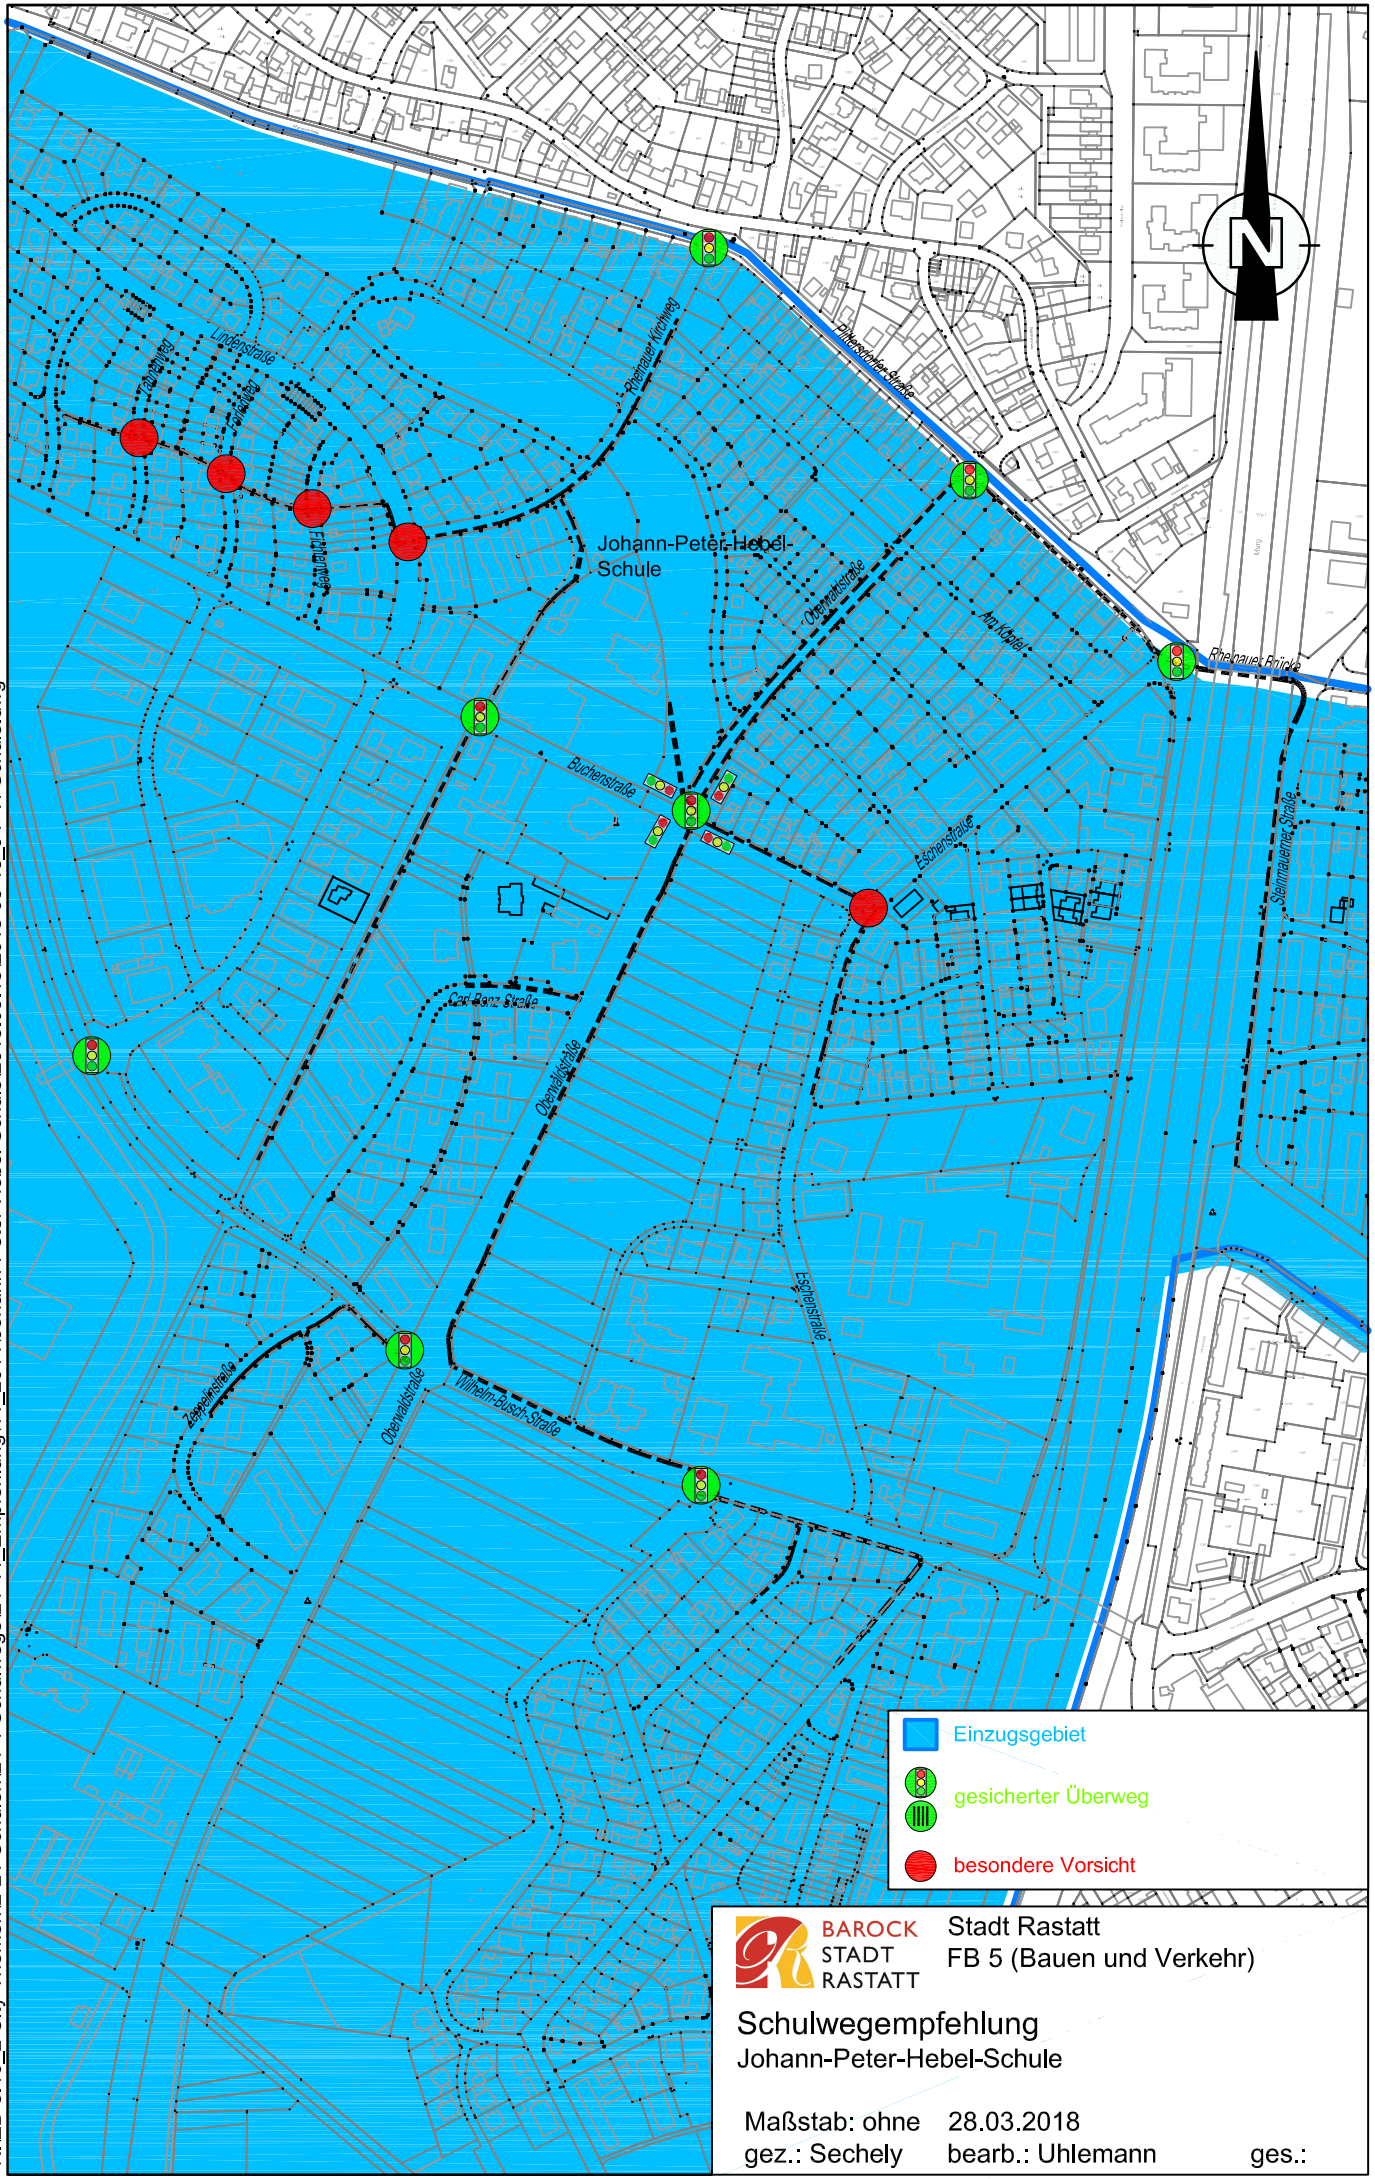 N
Lindenstraße
Rheinauer Kirchweg
Plittersdorfer Straße
Fichtenweg
Johann-Peter-Hebel-
Schule
Oberwaldstraße
Am Köpfer
Rheinauer Brücke
Buchenstraße
Eschenstraße
Steinmauerner Straße
Carl-Benz-Straße
Oberwaldstraße
Eschenstraße
Zeppelinstraße
Oberwaldstraße
Wilhelm-Busch-Straße
Murg
Einzugsgebiet
gesicherter Überweg
besondere Vorsicht
BAROCK
STADT
RASTATT
Stadt Rastatt
FB 5 (Bauen und Verkehr)
Schulwegempfehlung
Johann-Peter-Hebel-Schule
Maßstab: ohne 28.03.2018
gez.: Sechely bearb.: Uhlemann ges.: